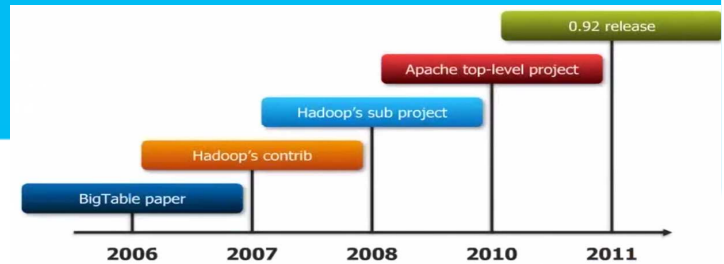 0.92 release
Apache top-level project
Hadoop's sub project
Hadoop's contrib
BigTable paper
2006 2007 2008 2010 2011